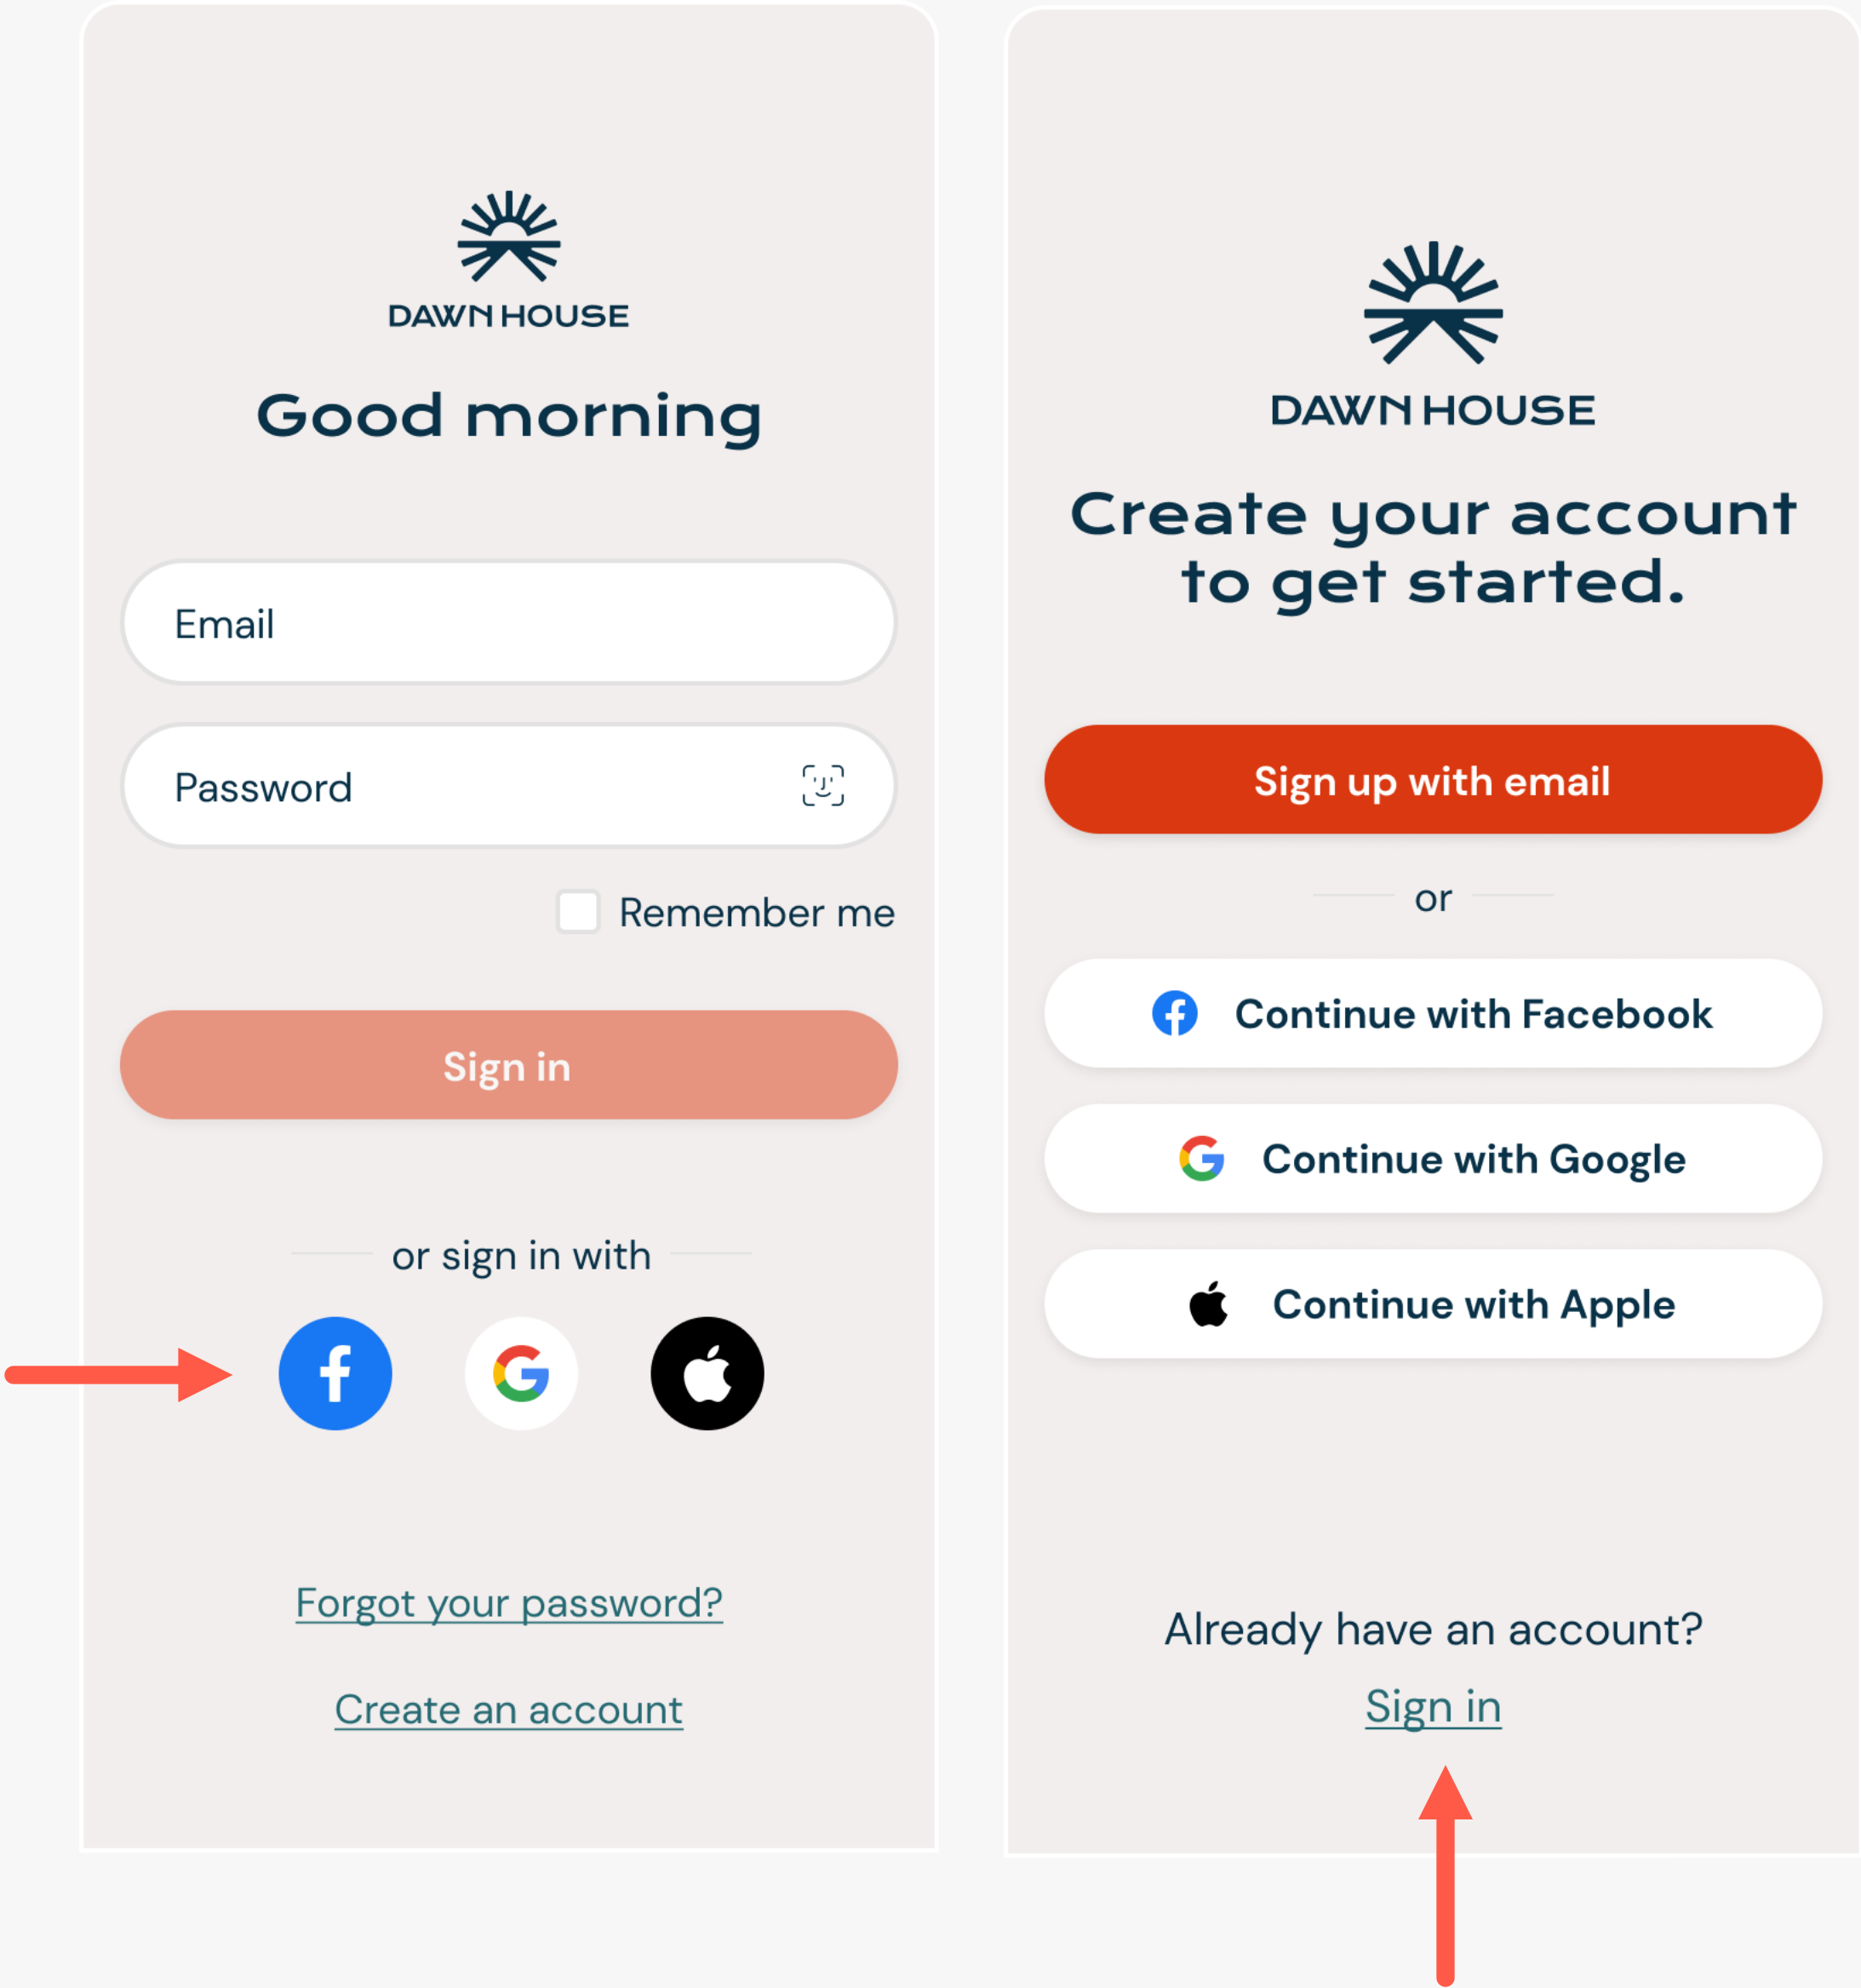 DAWN HOUSE
Good morning
Email
Password
Remember me
Sign in
or sign in with
Forgot your password?
Create an account
DAWN HOUSE
Create your account
to get started.
Sign up with email
or
Continue with Facebook
Continue with Google
Continue with Apple
Already have an account?
Sign in